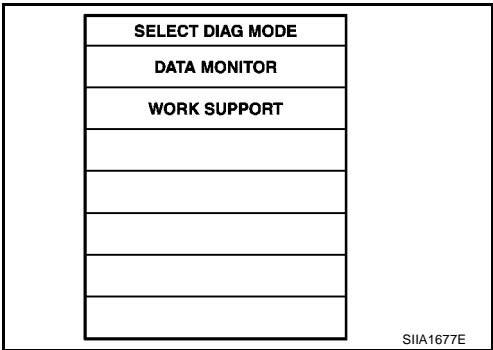 SELECT DIAG MODE
DATA MONITOR
WORK SUPPORT
SIIA1677E